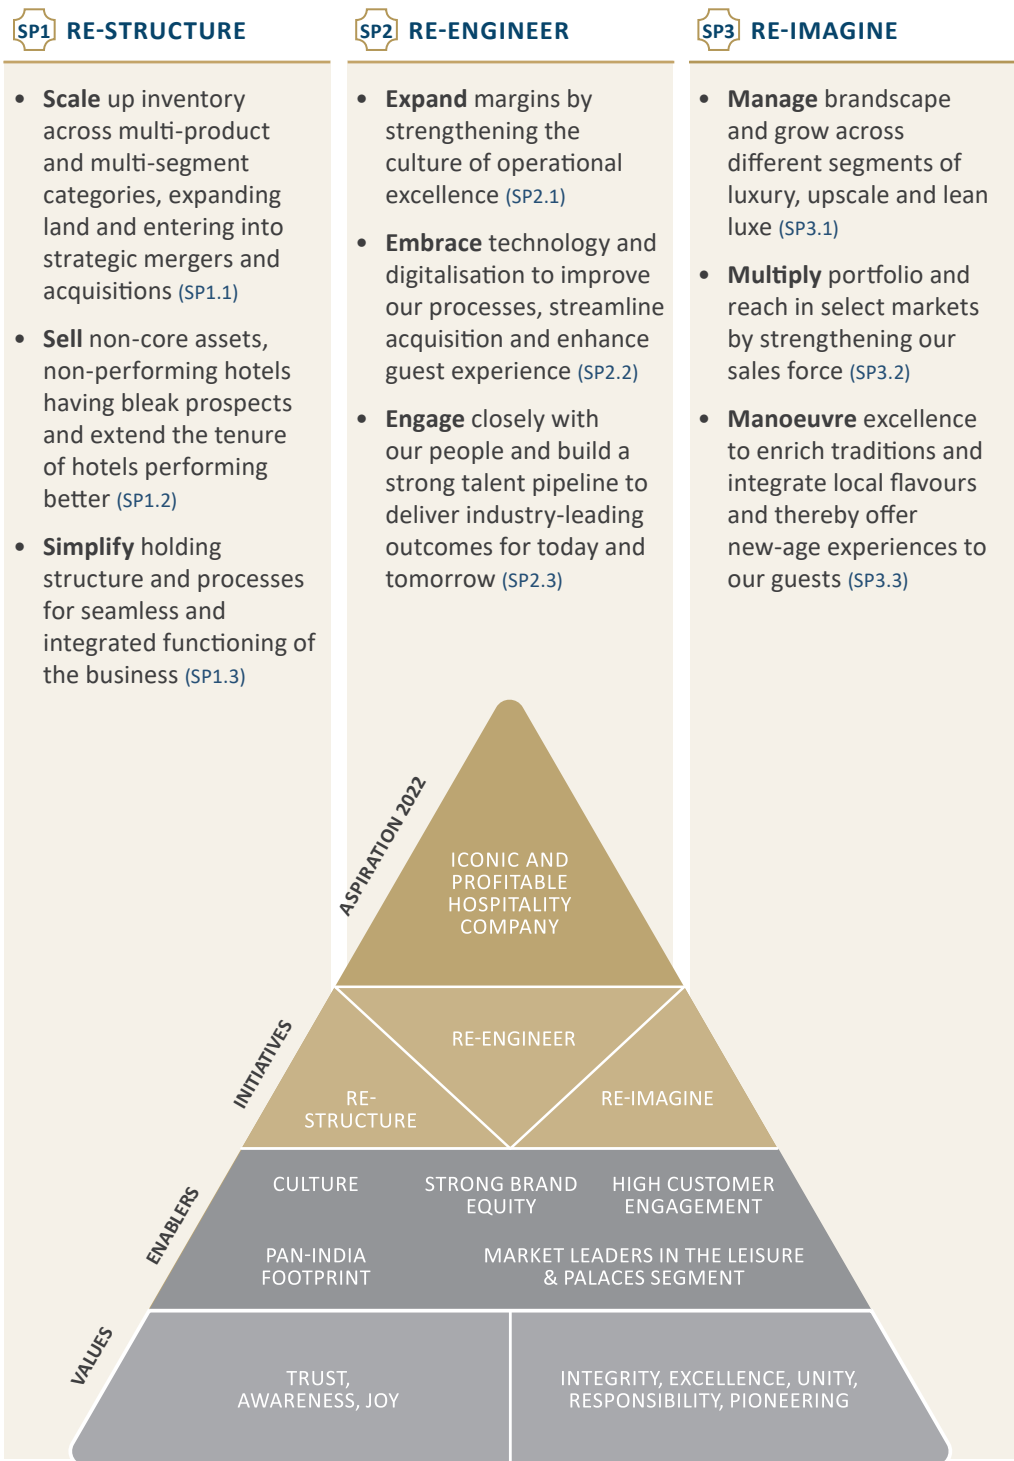 SP1 RE-STRUCTURE
• Scale up inventory
across multi-product
and multi-segment
categories, expanding
land and entering into
strategic mergers and
acquisitions (SP1.1)
• Sell non-core assets,
non-performing hotels
having bleak prospects
and extend the tenure
of hotels performing
better (SP1.2)
• Simplify holding
structure and processes
for seamless and
integrated functioning of
the business (SP1.3)
SP2 RE-ENGINEER
• Expand margins by
strengthening the
culture of operational
excellence (SP2.1)
• Embrace technology and
digitalisation to improve
our processes, streamline
acquisition and enhance
guest experience (SP2.2)
• Engage closely with
our people and build a
strong talent pipeline to
deliver industry-leading
outcomes for today and
tomorrow (SP2.3)
SP3 RE-IMAGINE
• Manage brandscape
and grow across
different segments of
luxury, upscale and lean
luxe (SP3.1)
• Multiply portfolio and
reach in select markets
by strengthening our
sales force (SP3.2)
• Manoeuvre excellence
to enrich traditions and
integrate local flavours
and thereby offer
new-age experiences to
our guests (SP3.3)
ASPIRATION 2022
ICONIC AND
PROFITABLE
HOSPITALITY
COMPANY
INITIATIVES
RE-ENGINEER
RE-
STRUCTURE
RE-IMAGINE
ENABLERS
CULTURE
STRONG BRAND
EQUITY
HIGH CUSTOMER
ENGAGEMENT
PAN-INDIA
FOOTPRINT
MARKET LEADERS IN THE LEISURE
& PALACES SEGMENT
VALUES
TRUST,
AWARENESS, JOY
INTEGRITY, EXCELLENCE, UNITY,
RESPONSIBILITY, PIONEERING